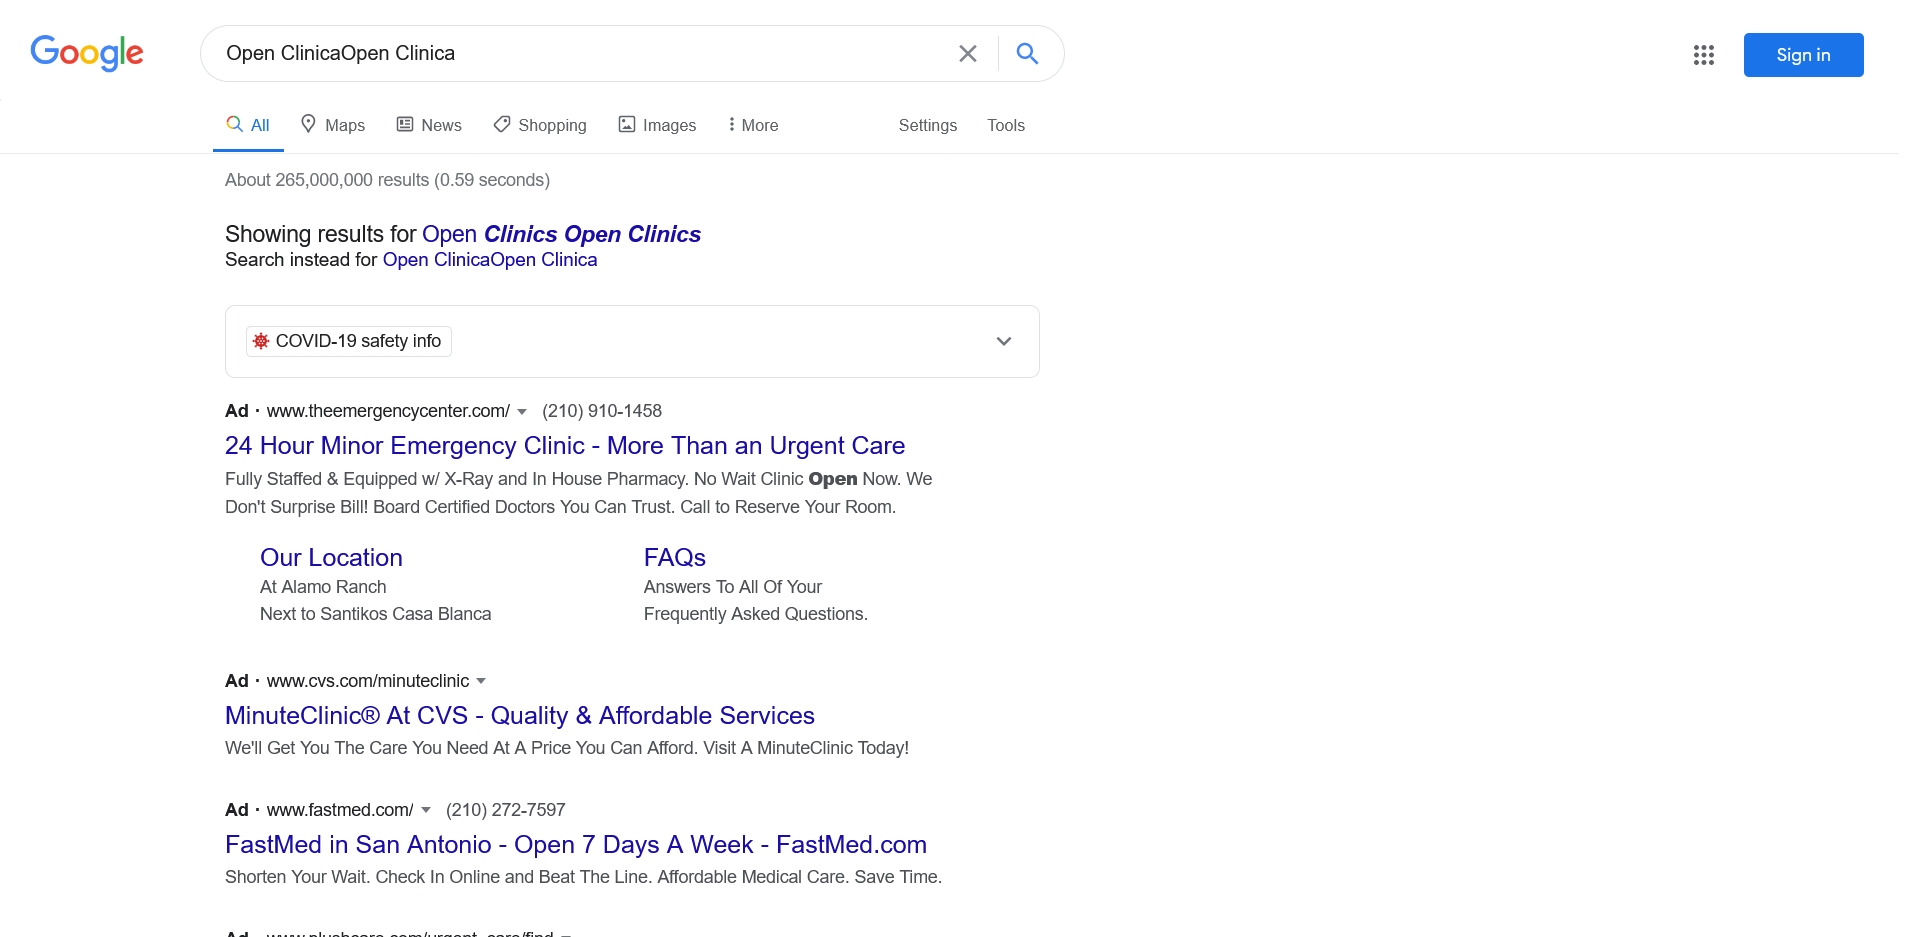 Google
Open ClinicaOpen Clinica
Sign in
All Maps News Shopping Images More Settings Tools
About 265,000,000 results (0.59 seconds)
Showing results for Open Clinics Open Clinics
Search instead for Open ClinicaOpen Clinica
COVID-19 safety info
Ad · www.theemergencycenter.com/ (210) 910-1458
24 Hour Minor Emergency Clinic - More Than an Urgent Care
Fully Staffed & Equipped w/ X-Ray and In House Pharmacy. No Wait Clinic Open Now. We
Don't Surprise Bill! Board Certified Doctors You Can Trust. Call to Reserve Your Room.
Our Location
At Alamo Ranch
Next to Santikos Casa Blanca
FAQs
Answers To All Of Your
Frequently Asked Questions.
Ad · www.cvs.com/minuteclinic
MinuteClinic® At CVS - Quality & Affordable Services
We'll Get You The Care You Need At A Price You Can Afford. Visit A MinuteClinic Today!
Ad · www.fastmed.com/ (210) 272-7597
FastMed in San Antonio - Open 7 Days A Week - FastMed.com
Shorten Your Wait. Check In Online and Beat The Line. Affordable Medical Care. Save Time.
Ad